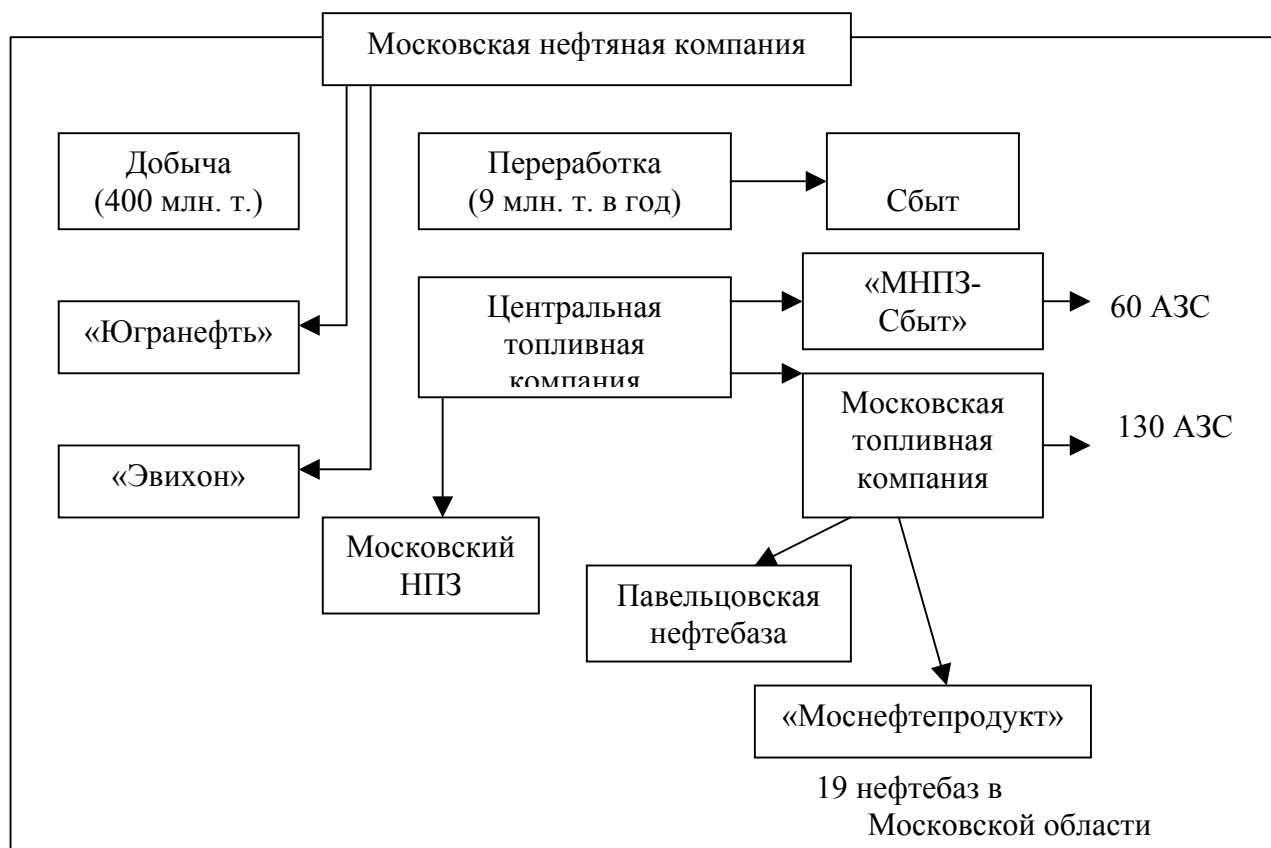 Московская нефтяная компания
Добыча
(400 млн. т.)
Переработка
(9 млн. т. в год)
Сбыт
«Югранефть»
Центральная
топливная
компания
«МНПЗ-
Сбыт»
60 АЗС
«Эвихон»
Московская
топливная
компания
130 АЗС
Московский
НПЗ
Павельцовская
нефтебаза
«Моснефтепродукт»
19 нефтебаз в
Московской области